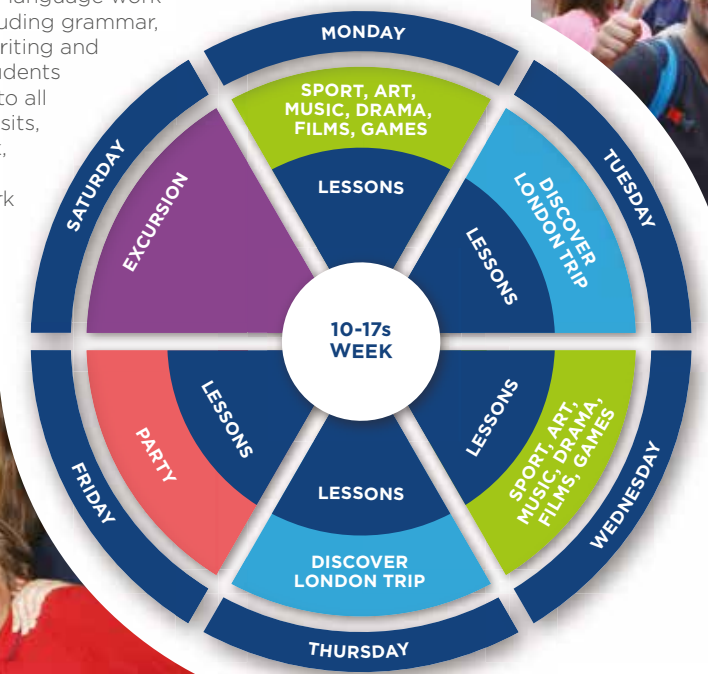 language work
grammar,
riting and
udents
to all
sits,
rk
MONDAY
SPORT, ART,
MUSIC, DRAMA,
FILMS, GAMES
LESSONS
TUESDAY
DISCOVER
LONDON TRIP
LESSONS
WEDNESDAY
SPORT, ART,
MUSIC, DRAMA,
FILMS, GAMES
LESSONS
THURSDAY
LESSONS
DISCOVER
LONDON TRIP
FRIDAY
PARTY
LESSONS
SATURDAY
EXCURSION
10-17s
WEEK